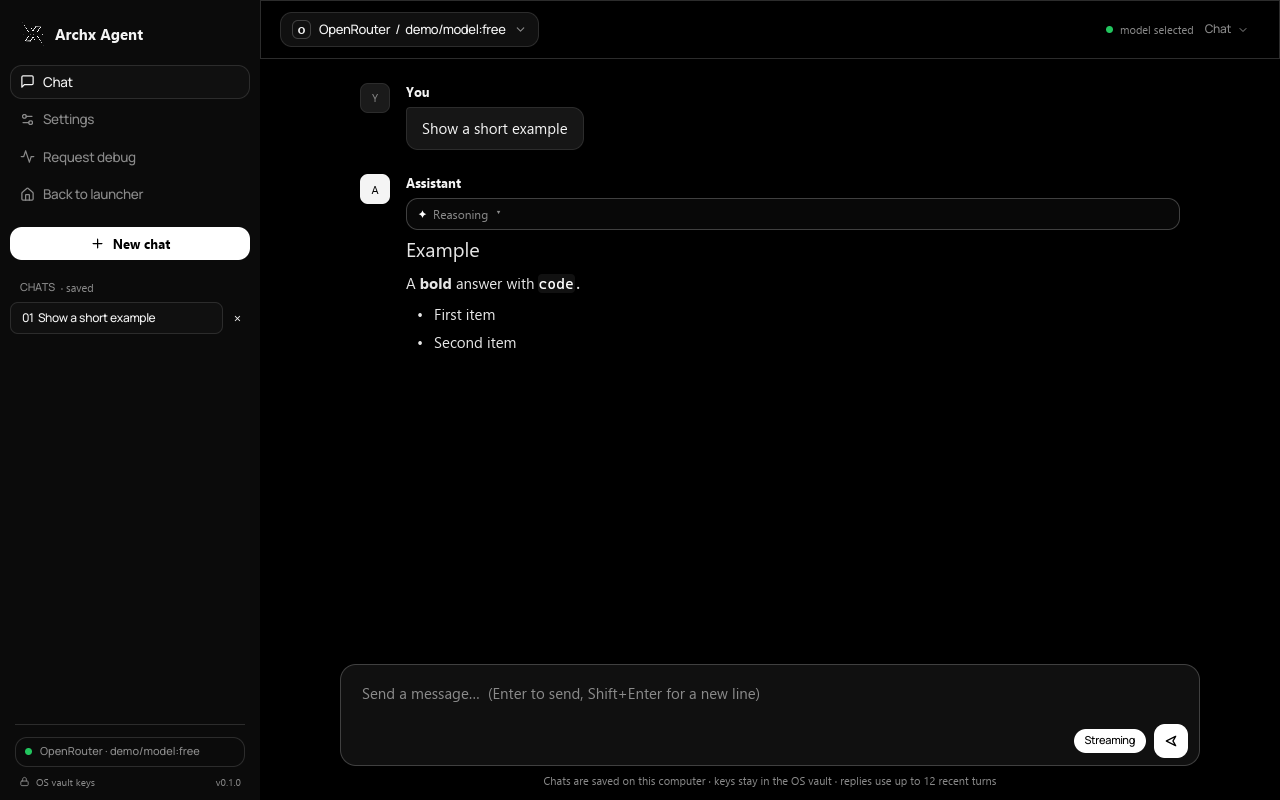 Archx Agent
Chat
Settings
Request debug
Back to launcher
+ New chat
CHATS · saved
01 Show a short example ×
OpenRouter · demo/model:free
OS vault keys v0.1.0
O OpenRouter / demo/model:free
model selected Chat
Y You
Show a short example
A Assistant
✦ Reasoning ˅
Example
A bold answer with code.
• First item
• Second item
Send a message... (Enter to send, Shift+Enter for a new line)
Streaming
Chats are saved on this computer · keys stay in the OS vault · replies use up to 12 recent turns